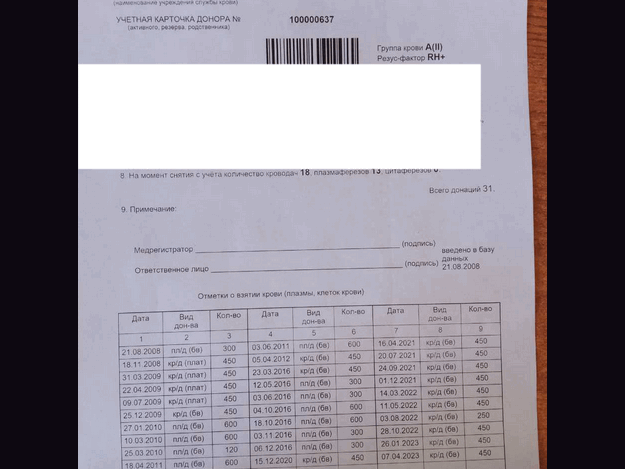 (наименование учреждения службы крови)
УЧЕТНАЯ КАРТОЧКА ДОНОРА № 100000637
(активного, резерва, родственника)
Группа крови A(II)
Резус-фактор RH+
8. На момент снятия с учёта количество кроводач 18, плазмаферезов 13, цитаферезов 0
Всего донаций 31.
9. Примечание:
Медрегистратор (подпись) введено в базу
данных
Ответственное лицо (подпись) 21.08.2008
Отметки о взятии крови (плазмы, клеток крови)
Дата Вид дон-ва Кол-во Дата Вид дон-ва Кол-во Дата Вид дон-ва Кол-во
1 2 3 4 5 6 7 8 9
21.08.2008 пл/д (бв) 300 03.06.2011 пл/д (бв) 600 16.04.2021 кр/д (бв) 450
18.11.2008 кр/д (плат) 450 05.04.2012 кр/д (бв) 450 20.07.2021 кр/д (бв) 450
31.03.2009 кр/д (плат) 450 23.03.2016 кр/д (бв) 450 24.09.2021 кр/д (бв) 450
22.04.2009 кр/д (плат) 450 12.05.2016 пл/д (бв) 300 01.12.2021 кр/д (бв) 450
09.07.2009 кр/д (плат) 450 03.06.2016 пл/д (бв) 300 14.03.2022 кр/д (бв) 450
25.12.2009 кр/д (бв) 450 04.10.2016 пл/д (бв) 600 11.05.2022 кр/д (бв) 450
27.01.2010 пл/д (бв) 600 18.10.2016 пл/д (бв) 600 03.08.2022 кр/д (бв) 250
10.03.2010 пл/д (бв) 600 03.11.2016 пл/д (бв) 300 28.10.2022 кр/д (бв) 450
25.03.2010 пл/д (бв) 120 06.12.2016 пл/д (бв) 300 26.01.2023 кр/д (бв) 450
18.04.2011 пл/д (бв) 600 15.12.2020 кр/д (бв) 450 07.04.2023 кр/д (бв) 450